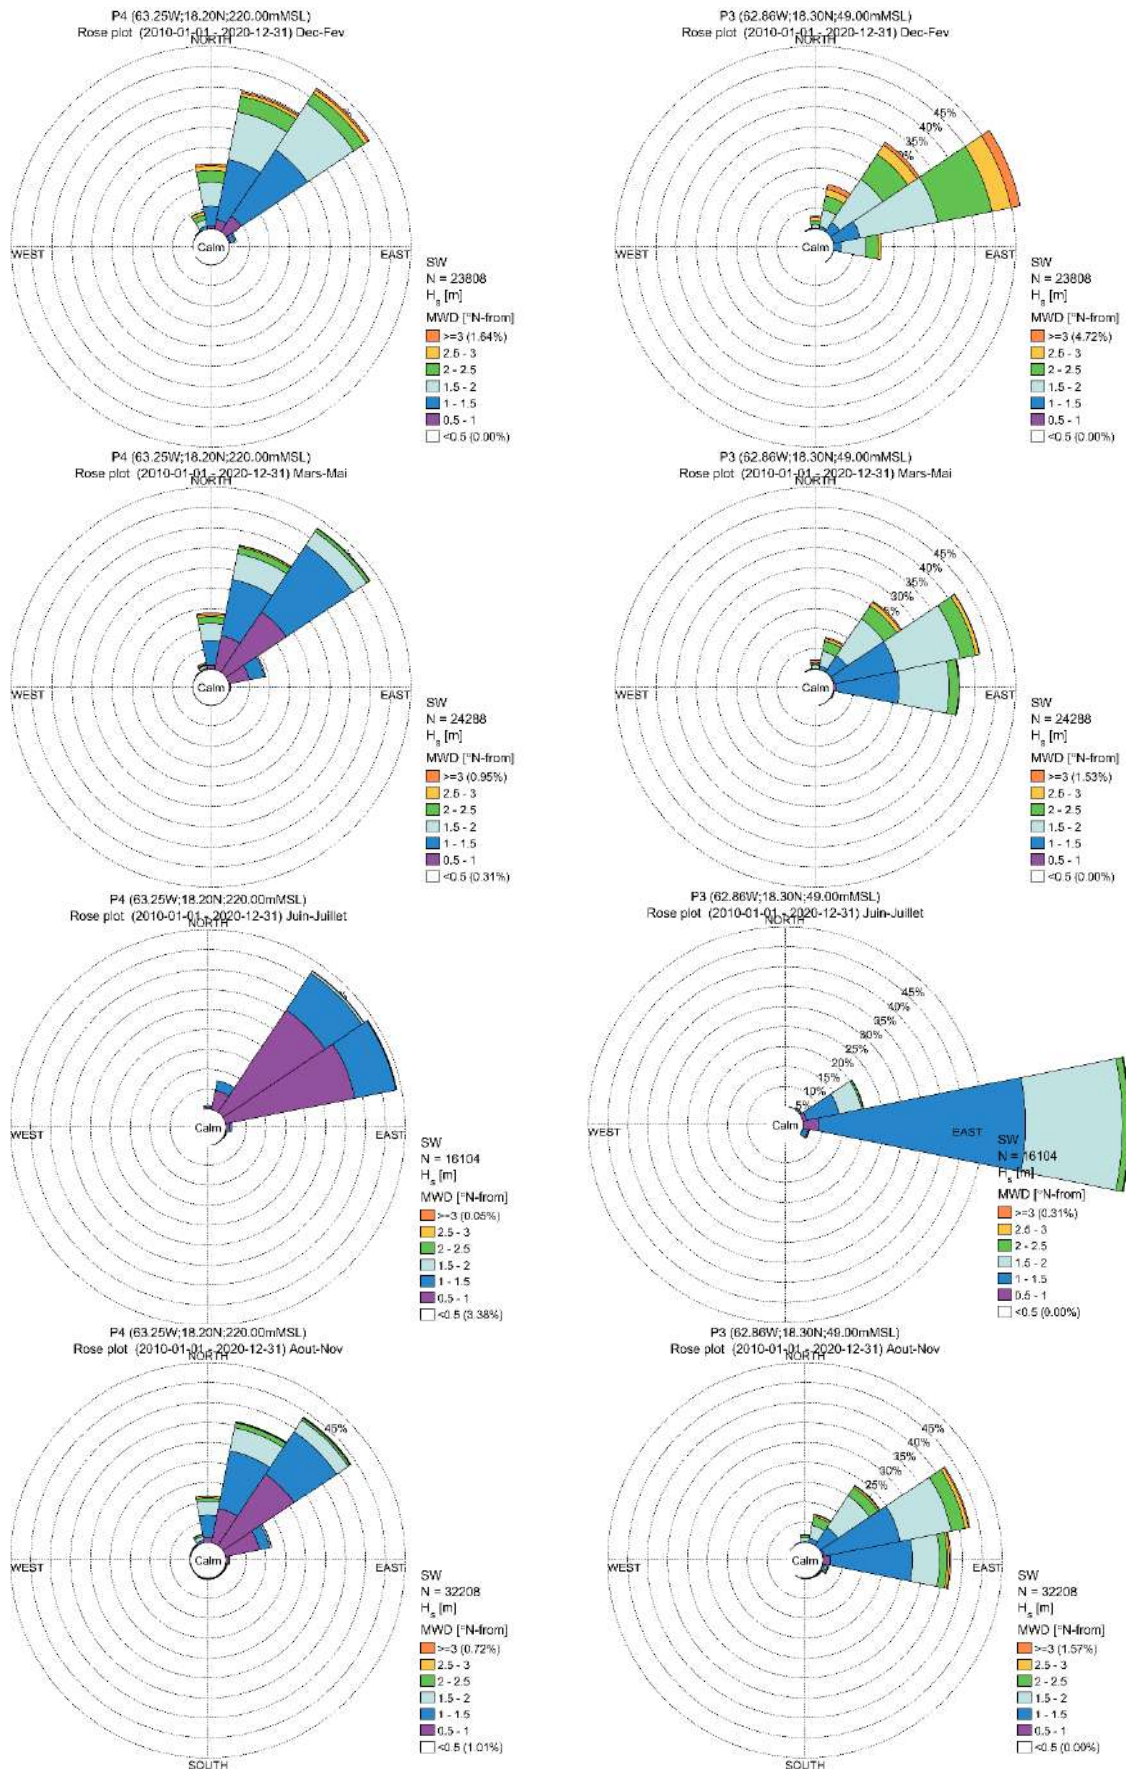 P4 (63.25W;18.20N;220.00mMSL)
Rose plot (2010-01-01 - 2020-12-31) Dec-Fev
NORTH
WEST
Calm
EAST
SW
N = 23808
Hs [m]
MWD [°N-from]
>=3 (1.64%)
2.5 - 3
2 - 2.5
1.5 - 2
1 - 1.5
0.5 - 1
<0.5 (0.00%)
P3 (62.86W;18.30N;49.00mMSL)
Rose plot (2010-01-01 - 2020-12-31) Dec-Fev
NORTH
45%
40%
35%
WEST
Calm
EAST
SW
N = 23808
Hs [m]
MWD [°N-from]
>=3 (4.72%)
2.5 - 3
2 - 2.5
1.5 - 2
1 - 1.5
0.5 - 1
<0.5 (0.00%)
P4 (63.25W;18.20N;220.00mMSL)
Rose plot (2010-01-01 - 2020-12-31) Mars-Mai
NORTH
WEST
Calm
EAST
SW
N = 24288
Hs [m]
MWD [°N-from]
>=3 (0.95%)
2.5 - 3
2 - 2.5
1.5 - 2
1 - 1.5
0.5 - 1
<0.5 (0.31%)
P3 (62.86W;18.30N;49.00mMSL)
Rose plot (2010-01-01 - 2020-12-31) Mars-Mai
NORTH
45%
40%
35%
30%
WEST
Calm
EAST
SW
N = 24288
Hs [m]
MWD [°N-from]
>=3 (1.53%)
2.5 - 3
2 - 2.5
1.5 - 2
1 - 1.5
0.5 - 1
<0.5 (0.00%)
P4 (63.25W;18.20N;220.00mMSL)
Rose plot (2010-01-01 - 2020-12-31) Juin-Juillet
NORTH
WEST
Calm
EAST
SW
N = 16104
Hs [m]
MWD [°N-from]
>=3 (0.05%)
2.5 - 3
2 - 2.5
1.5 - 2
1 - 1.5
0.5 - 1
<0.5 (3.38%)
P3 (62.86W;18.30N;49.00mMSL)
Rose plot (2010-01-01 - 2020-12-31) Juin-Juillet
NORTH
45%
40%
35%
30%
25%
20%
15%
10%
5%
WEST
Calm
EAST
SW
N = 16104
Hs [m]
MWD [°N-from]
>=3 (0.31%)
2.5 - 3
2 - 2.5
1.5 - 2
1 - 1.5
0.5 - 1
<0.5 (0.00%)
P4 (63.25W;18.20N;220.00mMSL)
Rose plot (2010-01-01 - 2020-12-31) Aout-Nov
NORTH
45%
WEST
Calm
EAST
SW
N = 32208
Hs [m]
MWD [°N-from]
>=3 (0.72%)
2.5 - 3
2 - 2.5
1.5 - 2
1 - 1.5
0.5 - 1
<0.5 (1.01%)
SOUTH
P3 (62.86W;18.30N;49.00mMSL)
Rose plot (2010-01-01 - 2020-12-31) Aout-Nov
NORTH
45%
40%
35%
30%
25%
WEST
Calm
EAST
SW
N = 32208
Hs [m]
MWD [°N-from]
>=3 (1.57%)
2.5 - 3
2 - 2.5
1.5 - 2
1 - 1.5
0.5 - 1
<0.5 (0.00%)
SOUTH